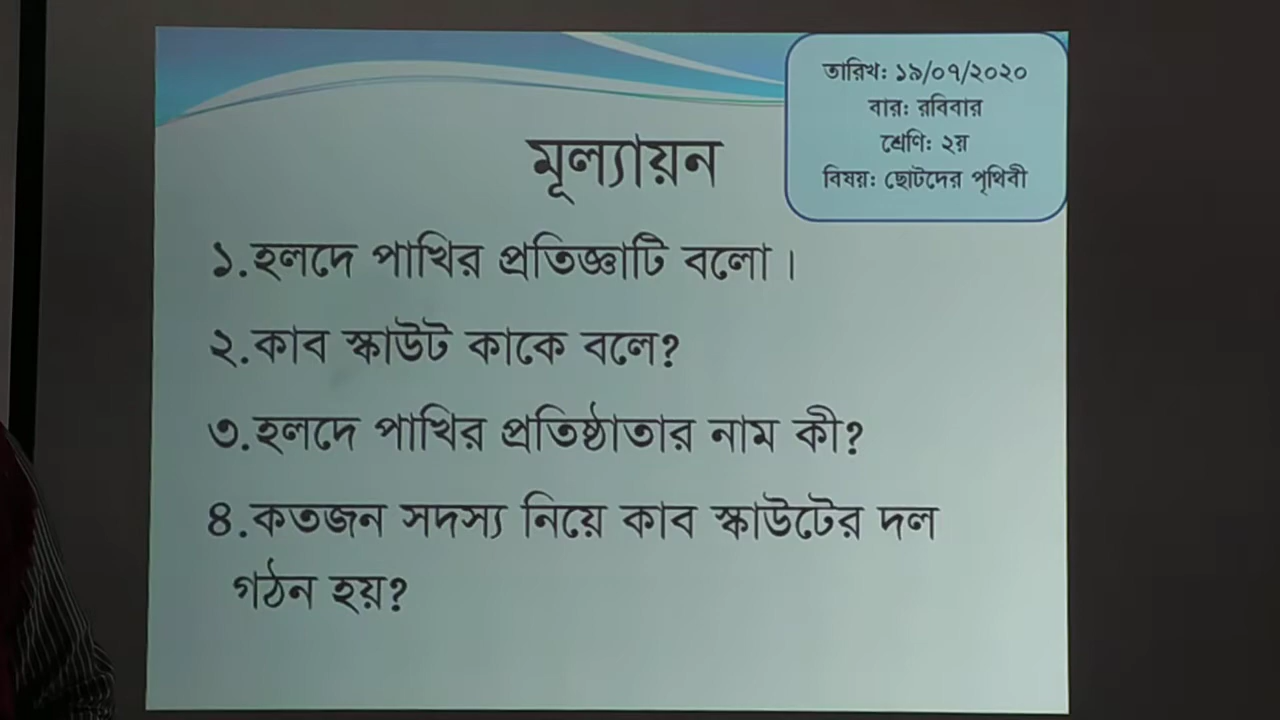 তারিখ: ১৯/০৭/২০২০
বার: রবিবার
শ্রেণি: ২য়
বিষয়: ছোটদের পৃথিবী
মূল্যায়ন
১.হলদে পাখির প্রতিজ্ঞাটি বলো।
২.কাব স্কাউট কাকে বলে?
৩.হলদে পাখির প্রতিষ্ঠাতার নাম কী?
৪.কতজন সদস্য নিয়ে কাব স্কাউটের দল
গঠন হয়?